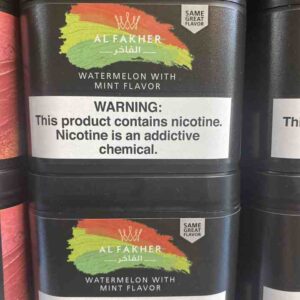 SAME
GREAT
FLAVOR
AL FAKHER
الفاخر
WATERMELON WITH
MINT FLAVOR
WARNING:
This product contains nicotine.
Nicotine is an addictive
chemical.
Thi
SAME
GREAT
FLAVOR
AL FAKHER
الفاخر
WATERMELON WITH
MINT FLAVOR